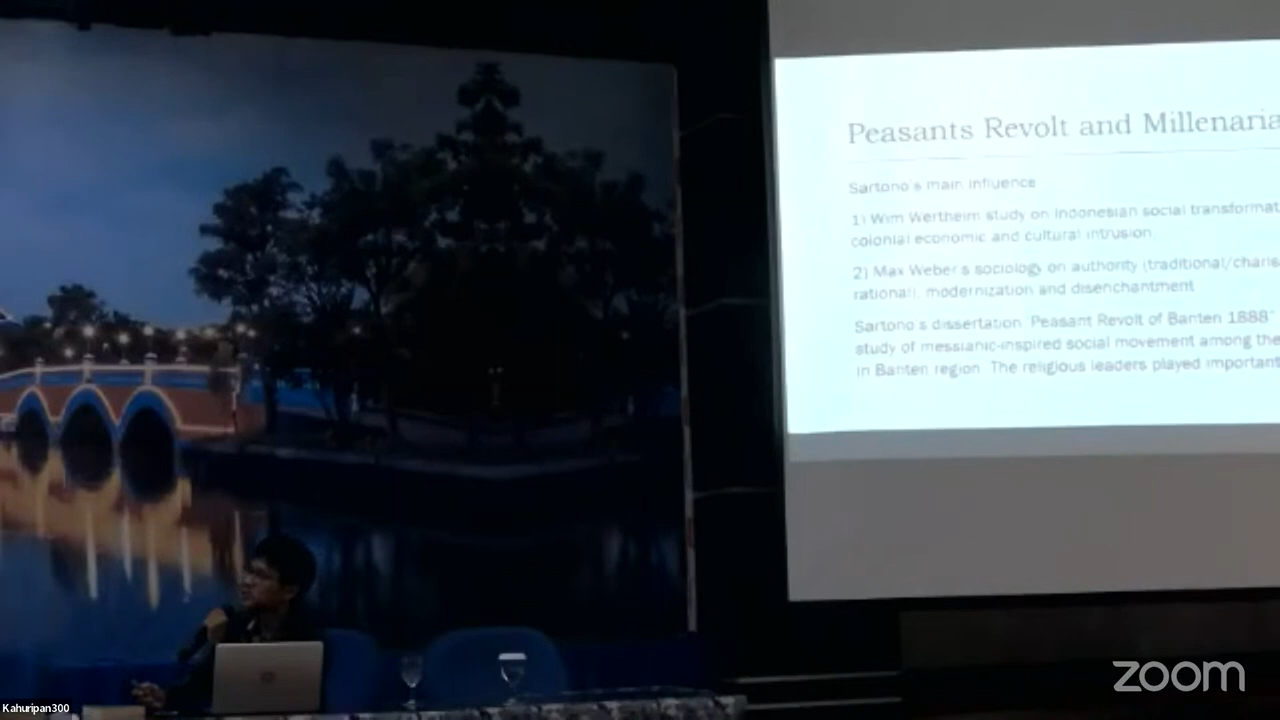 Peasants Revolt and Millenaria
Sartono's main influence
1) Wim Wertheim study on Indonesian social transformat
colonial economic and cultural intrusion.
2) Max Weber's sociology on authority (traditional/charis
rational), modernization and disenchantment
Sartono's dissertation Peasant Revolt of Banten 1888"
study of messianic-inspired social movement among the
in Banten region. The religious leaders played important
Kahuripan300
zoom